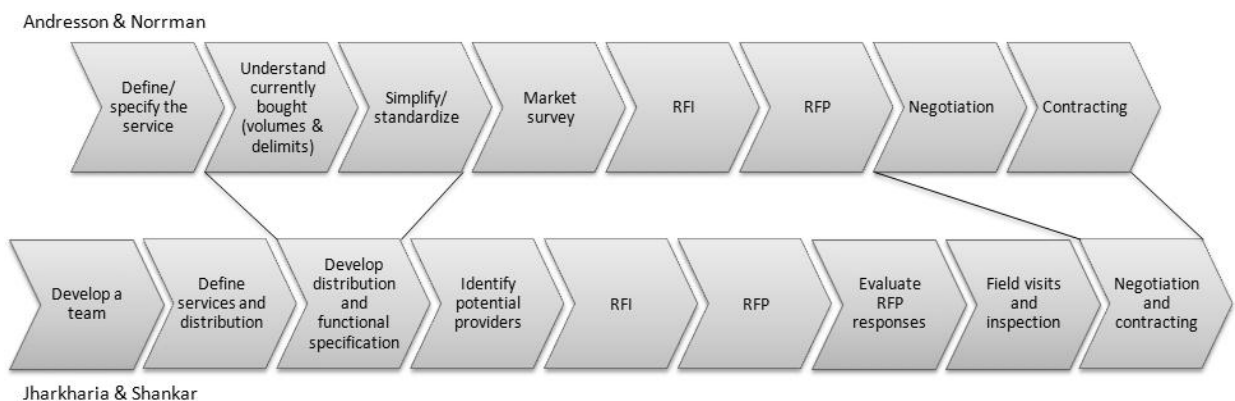 Andresson & Norrman
Define/
specify the
service
Understand
currently
bought
(volumes &
delimits)
Simplify/
standardize
Market
survey
RFI
RFP
Negotiation
Contracting
Develop a
team
Define
services and
distribution
Develop
distribution
and
functional
specification
Identify
potential
providers
RFI
RFP
Evaluate
RFP
responses
Field visits
and
inspection
Negotiation
and
contracting
Jharkharia & Shankar